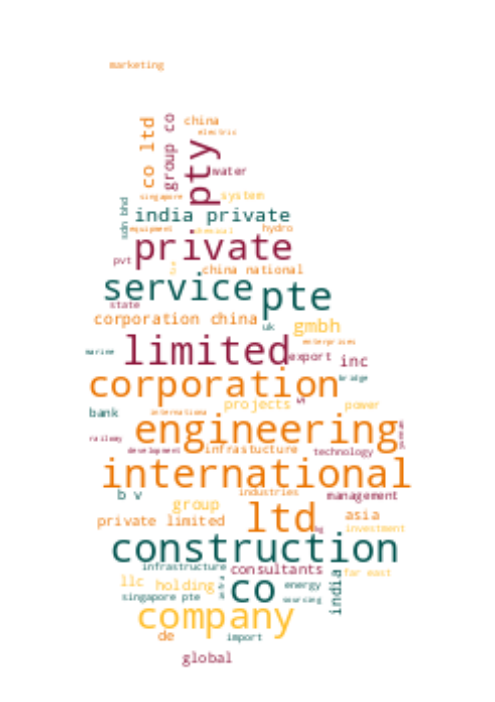 marketing
co ltd
group co
china
electric
pty
water
singapore
system
sdn bhd
india private
equipment
chemical
hydro
private
pvt
china national
service
pte
state
corporation china
uk
gmbh
enterprises
limited
marine
export
inc
corporation
bridge
bank
internationa
projects
power
engineering
railway
development
infrastucture
technology
international
b v
industries
management
group
ltd
asia
private limited
investment
construction
infrastructure
consultants
far east
llc
holding
infra
co
energy
india
singapore pte
sourcing
company
de
import
global